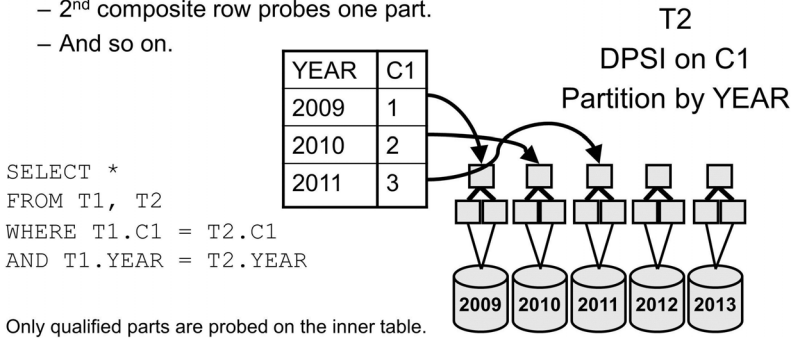 – 2nd composite row probes one part.
– And so on.
T2
DPSI on C1
Partition by YEAR
YEAR C1
2009 1
2010 2
2011 3
SELECT *
FROM T1, T2
WHERE T1.C1 = T2.C1
AND T1.YEAR = T2.YEAR
2009 2010 2011 2012 2013
Only qualified parts are probed on the inner table.